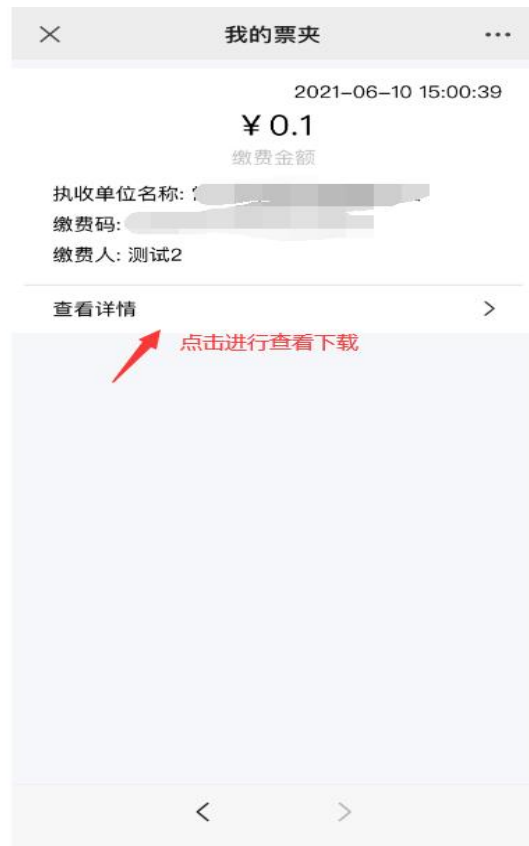 我的票夹
2021-06-10 15:00:39
￥0.1
缴费金额
执收单位名称:
缴费码:
缴费人: 测试2
查看详情
点击进行查看下载